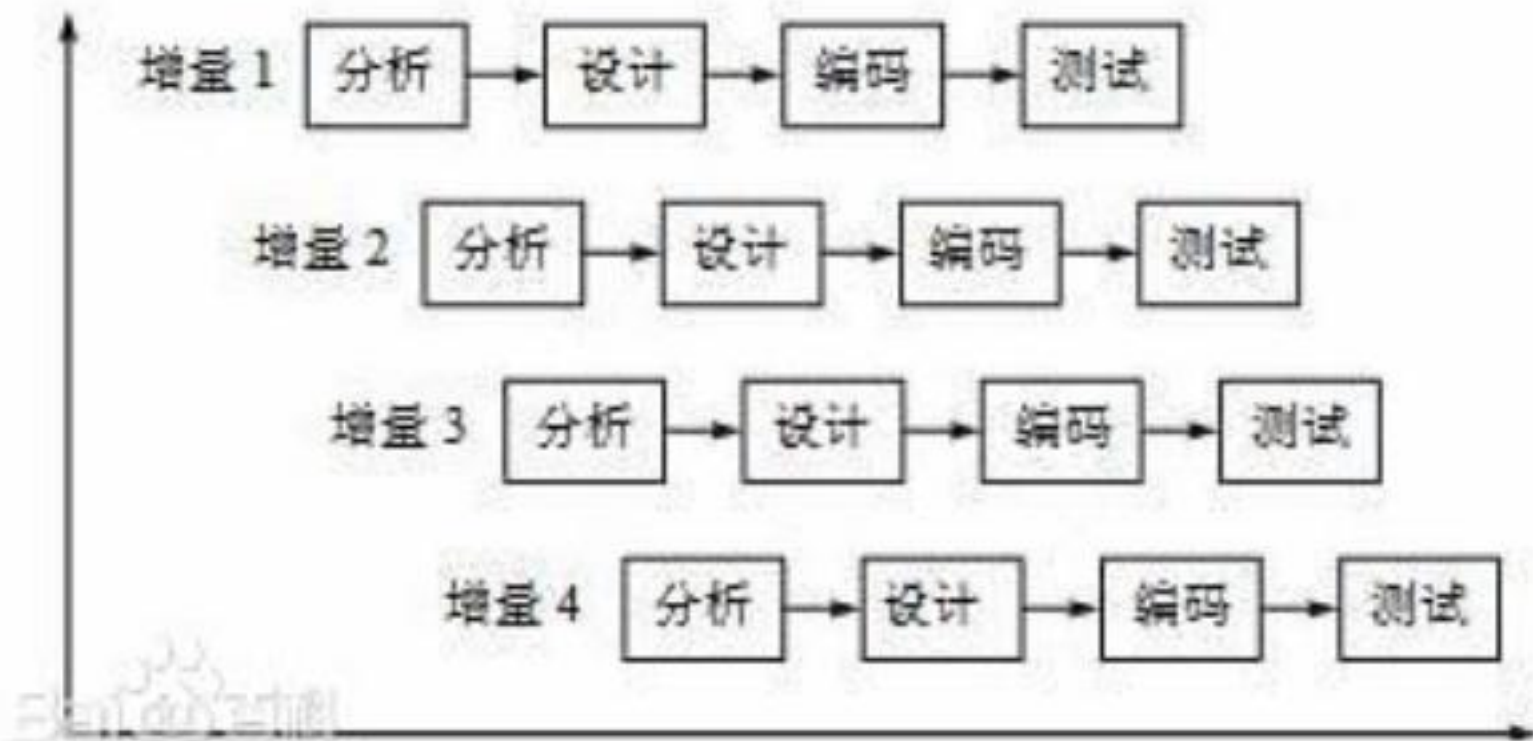 增量 1 分析 设计 编码 测试
增量 2 分析 设计 编码 测试
增量 3 分析 设计 编码 测试
增量 4 分析 设计 编码 测试